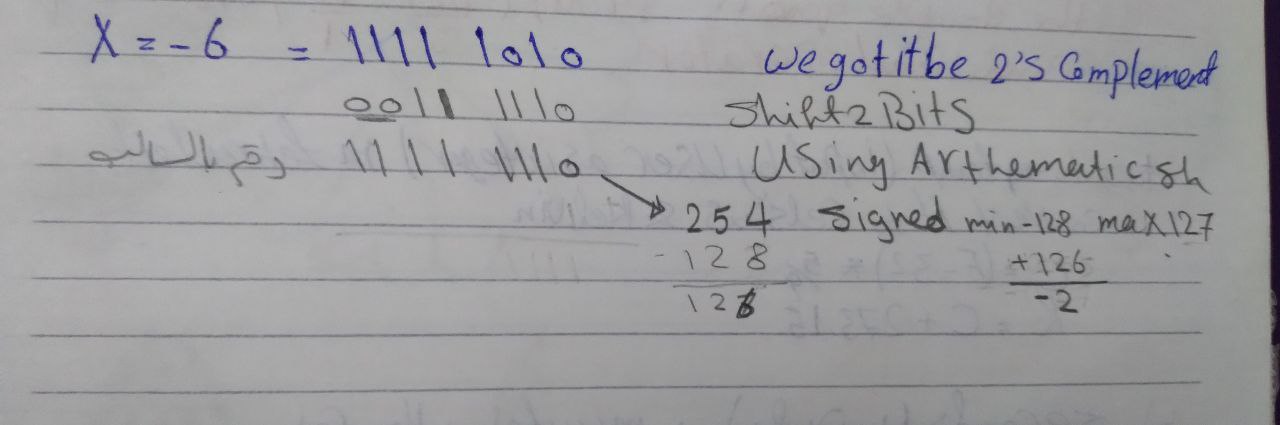 X = - 6 = 1111 1010 we got it be 2's Complement
0011 1110 Shift 2 Bits
رقم بالسالب 1111 1110 USing Arthematic sh
254 Signed min -128 max 127
- 128 +126
126 -2